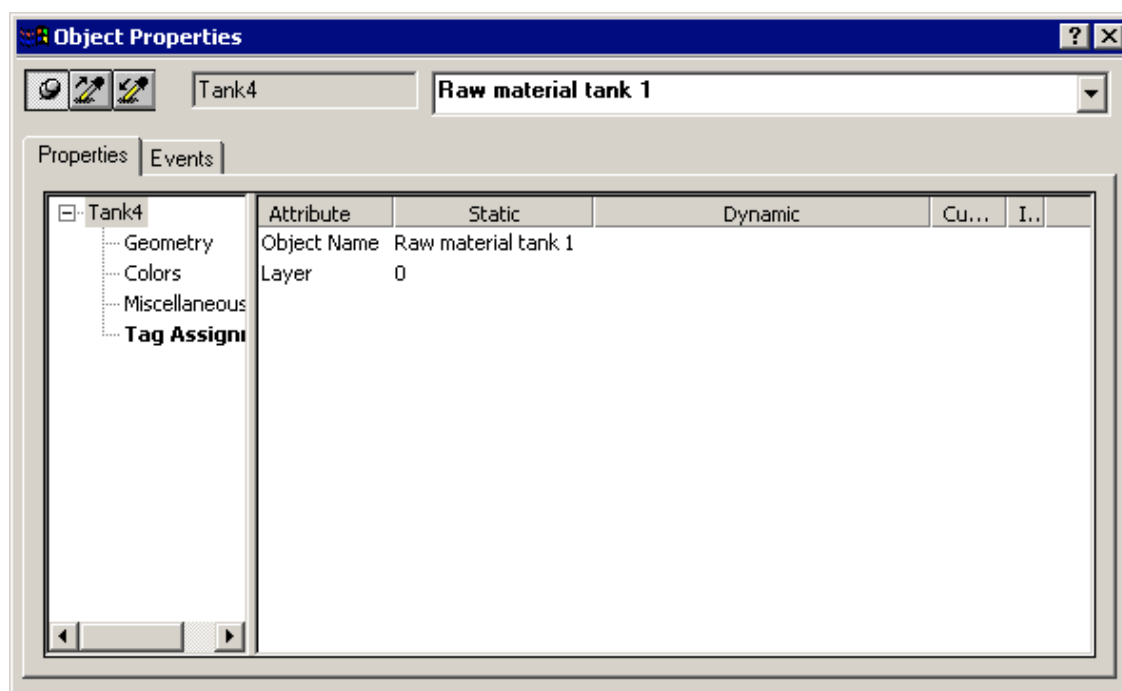 Object Properties
Tank4 Raw material tank 1
Properties Events
Tank4 Attribute Static Dynamic Cu... I..
Geometry Object Name Raw material tank 1
Colors Layer 0
Miscellaneous
Tag